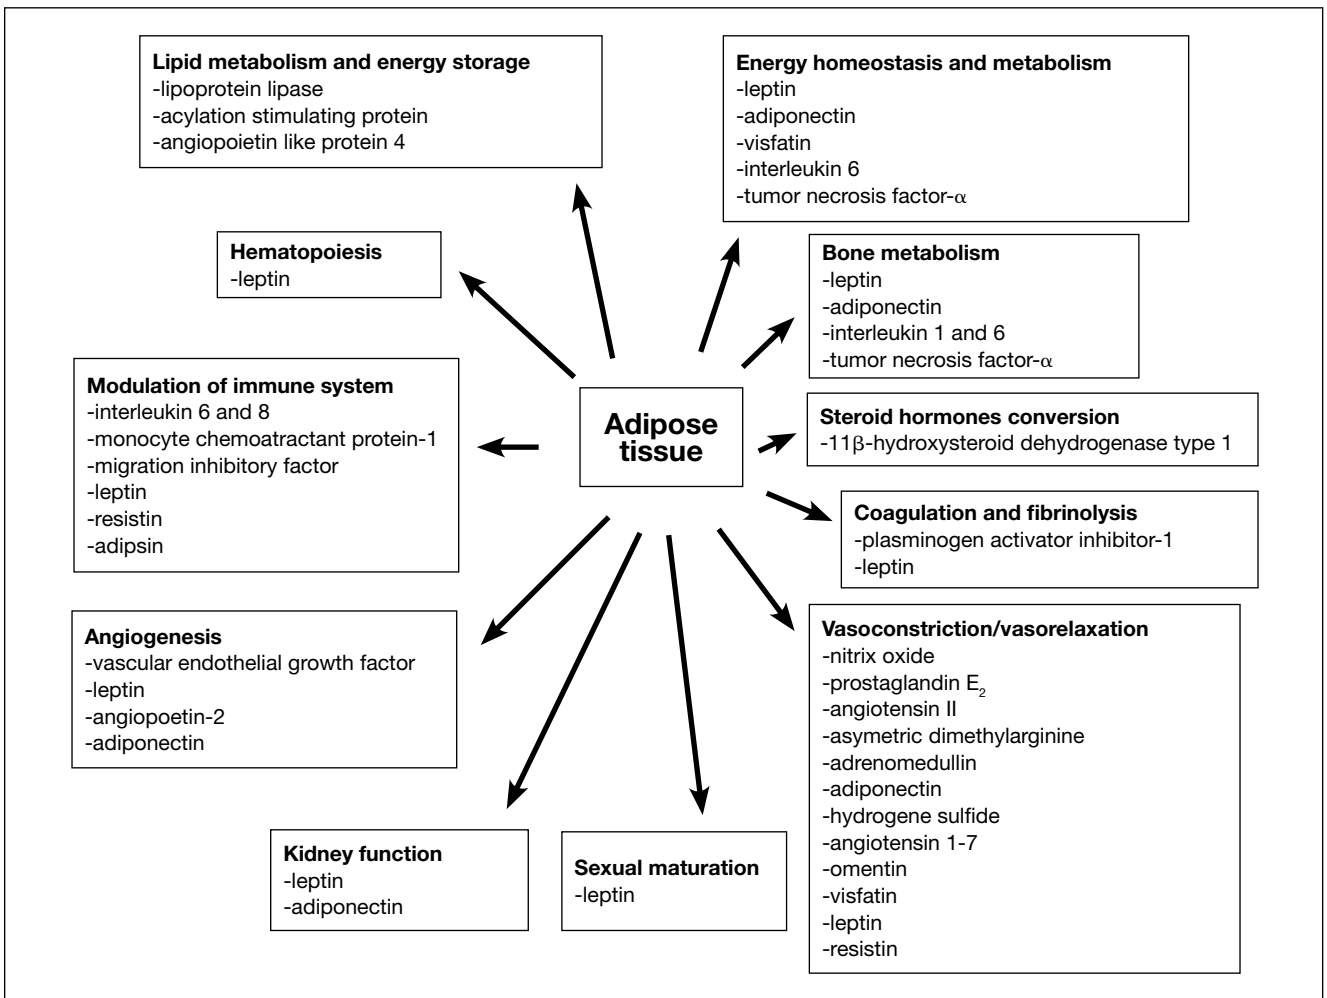 Lipid metabolism and energy storage
-lipoprotein lipase
-acylation stimulating protein
-angiopoietin like protein 4
Energy homeostasis and metabolism
-leptin
-adiponectin
-visfatin
-interleukin 6
-tumor necrosis factor-α
Hematopoiesis
-leptin
Bone metabolism
-leptin
-adiponectin
-interleukin 1 and 6
-tumor necrosis factor-α
Modulation of immune system
-interleukin 6 and 8
-monocyte chemoatractant protein-1
-migration inhibitory factor
-leptin
-resistin
-adipsin
Adipose
tissue
Steroid hormones conversion
-11β-hydroxysteroid dehydrogenase type 1
Coagulation and fibrinolysis
-plasminogen activator inhibitor-1
-leptin
Angiogenesis
-vascular endothelial growth factor
-leptin
-angiopoetin-2
-adiponectin
Vasoconstriction/vasorelaxation
-nitrix oxide
-prostaglandin E₂
-angiotensin II
-asymetric dimethylarginine
-adrenomedullin
-adiponectin
-hydrogene sulfide
-angiotensin 1-7
-omentin
-visfatin
-leptin
-resistin
Kidney function
-leptin
-adiponectin
Sexual maturation
-leptin